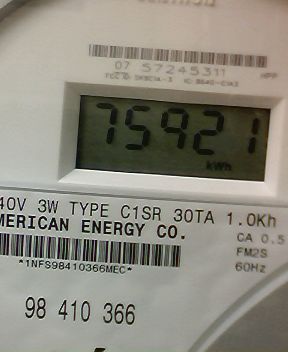 07 57245311
75921
kWh
40V 3W TYPE C1SR 30TA 1.0Kh
MERICAN ENERGY CO.
CA 0.5
FM2S
*1NFS98410366MEC*
60Hz
98 410 366